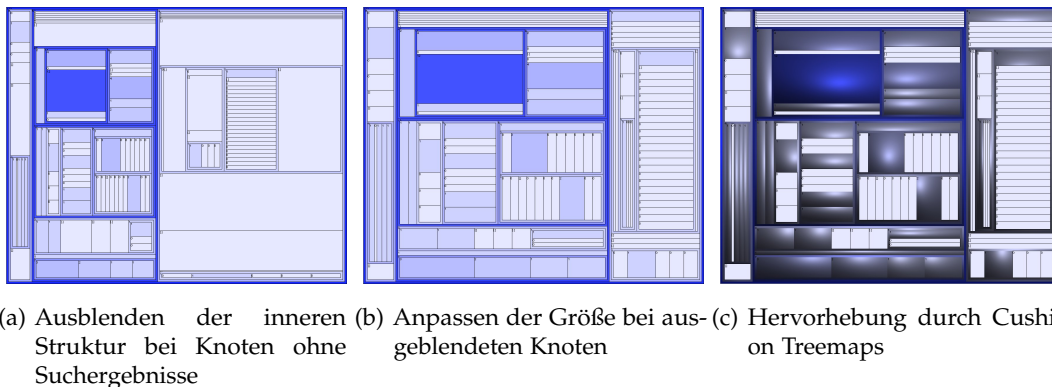 (a) Ausblenden der inneren
Struktur bei Knoten ohne
Suchergebnisse
(b) Anpassen der Größe bei aus-
geblendeten Knoten
(c) Hervorhebung durch Cushi
on Treemaps